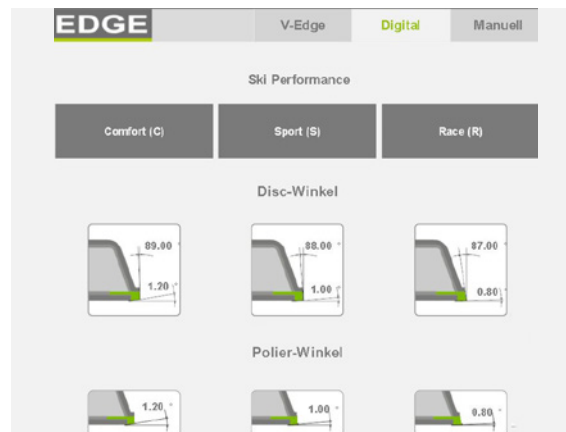 EDGE V-Edge Digital Manuell
Ski Performance
Comfort (C) Sport (S) Race (R)
Disc-Winkel
89.00 ° 88.00 ° 87.00 °
1.20 ° 1.00 ° 0.80 °
Polier-Winkel
1.20 ° 1.00 ° 0.80 °